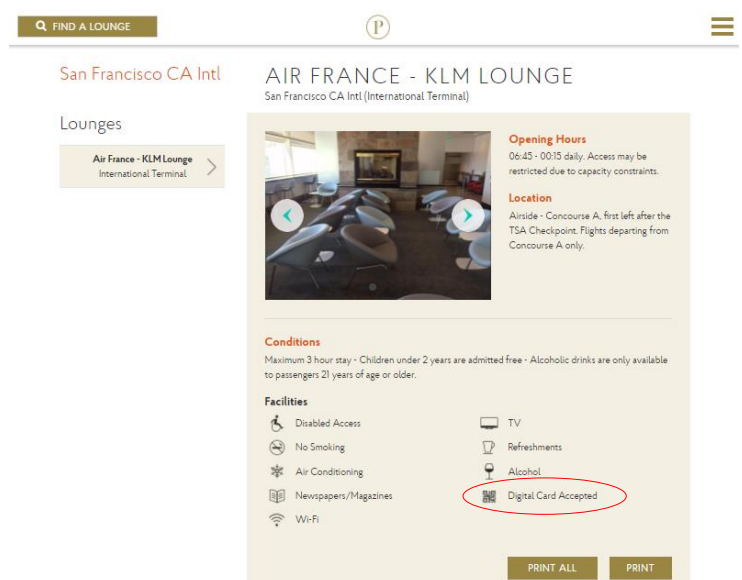 FIND A LOUNGE
P
San Francisco CA Intl
Lounges
Air France - KLM Lounge
International Terminal
AIR FRANCE - KLM LOUNGE
San Francisco CA Intl (International Terminal)
Opening Hours
06:45 - 00:15 daily. Access may be
restricted due to capacity constraints.
Location
Airside - Concourse A, first left after the
TSA Checkpoint. Flights departing from
Concourse A only.
Conditions
Maximum 3 hour stay - Children under 2 years are admitted free - Alcoholic drinks are only available
to passengers 21 years of age or older.
Facilities
Disabled Access
TV
No Smoking
Refreshments
Air Conditioning
Alcohol
Newspapers/Magazines
Digital Card Accepted
Wi-Fi
PRINT ALL
PRINT